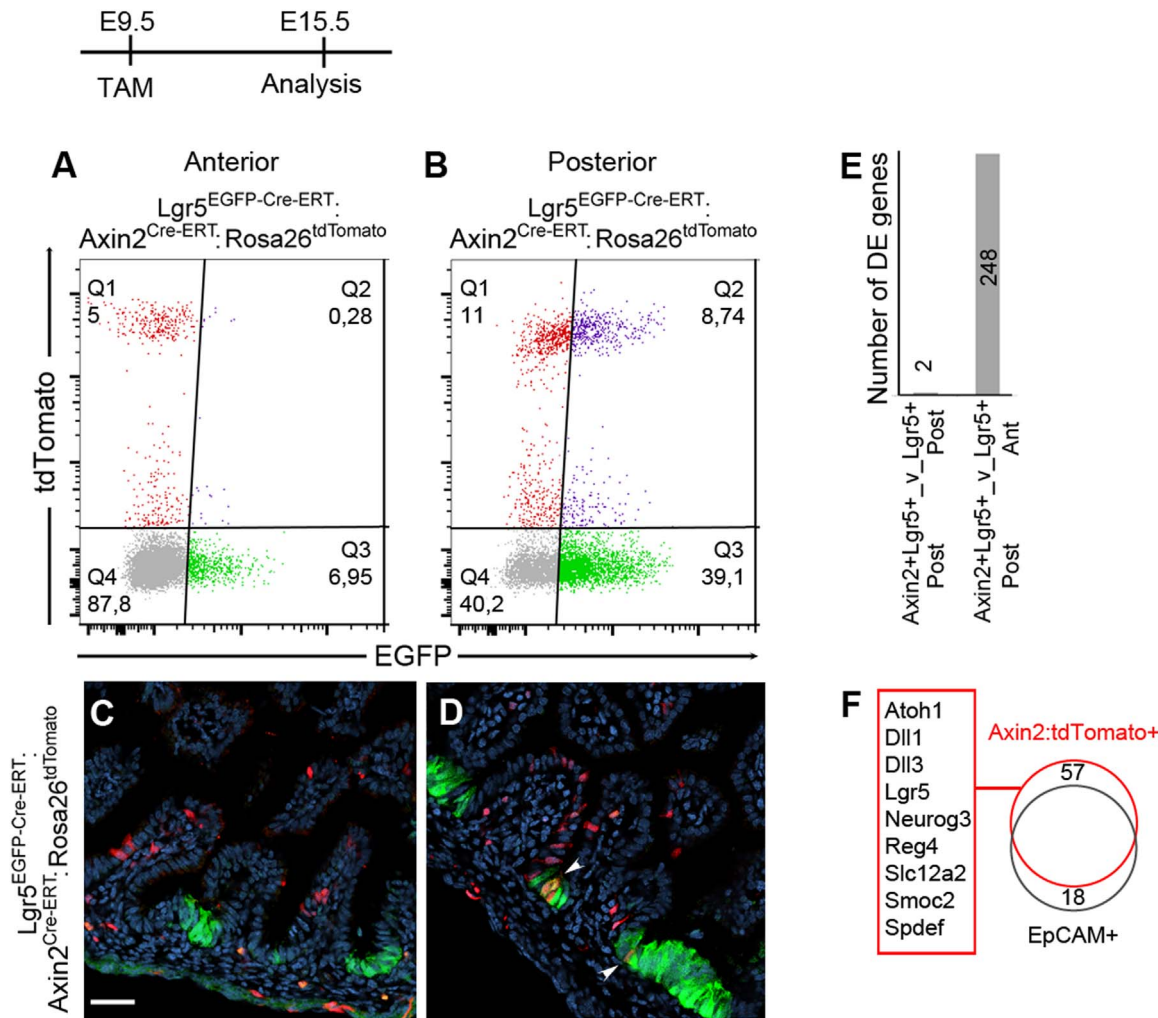 E9.5 E15.5
TAM Analysis
A Anterior
Lgr5EGFP-Cre-ERT:
Axin2Cre-ERT: Rosa26tdTomato
B Posterior
Lgr5EGFP-Cre-ERT:
Axin2Cre-ERT: Rosa26tdTomato
tdTomato
Q1
5
Q2
0,28
Q4
87,8
Q3
6,95
Q1
11
Q2
8,74
Q4
40,2
Q3
39,1
EGFP
E
Number of DE genes
2
248
Axin2+Lgr5+_v_Lgr5+
Post Post
Axin2+Lgr5+_v_Lgr5+
Post Ant
Lgr5EGFP-Cre-ERT:
Axin2Cre-ERT: Rosa26tdTomato
C
D
F
Atoh1
Dll1
Dll3
Lgr5
Neurog3
Reg4
Slc12a2
Smoc2
Spdef
Axin2:tdTomato+
57
18
EpCAM+